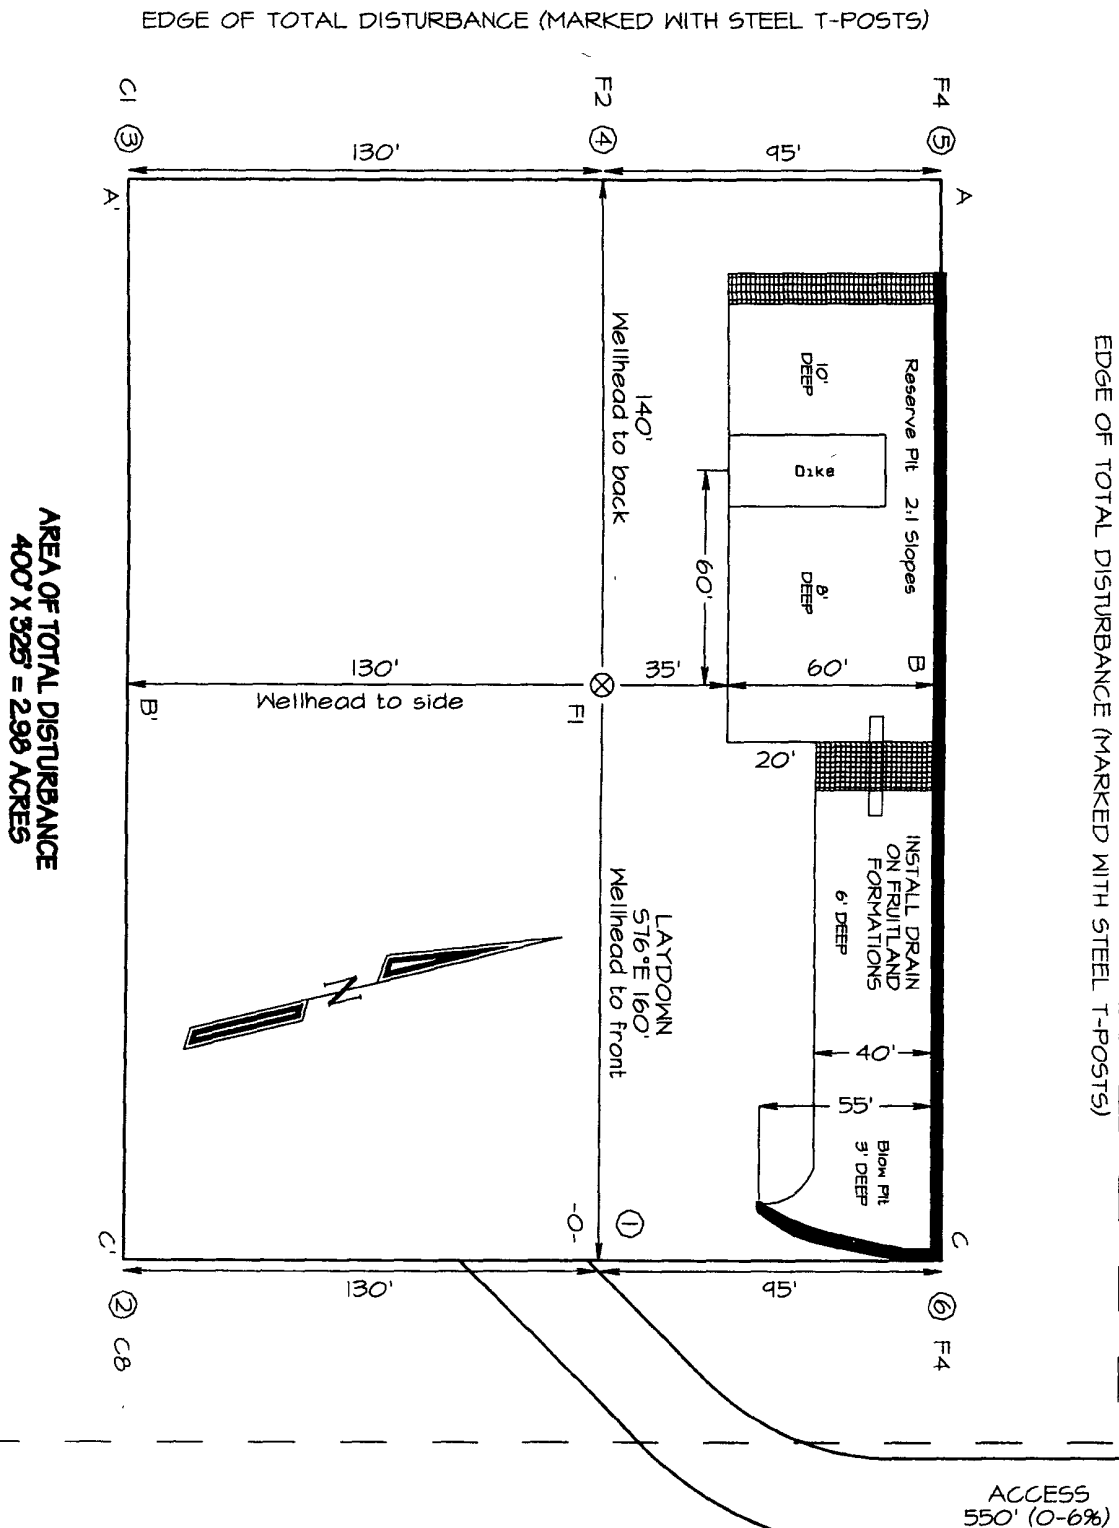 EDGE OF TOTAL DISTURBANCE (MARKED WITH STEEL T-POSTS)
C1 ③
F2 ④
F4 ⑤
130'
95'
A'
A
EDGE OF TOTAL DISTURBANCE (MARKED WITH STEEL T-POSTS)
140'
Wellhead to back
10'
DEEP
Reserve Pit 2:1 Slopes
Dike
8'
DEEP
60'
130'
Wellhead to side
35'
60'
B
B'
F1
20'
AREA OF TOTAL DISTURBANCE
400' X 325' = 2.98 ACRES
INSTALL DRAIN
ON FRUITLAND
FORMATIONS
6' DEEP
LAYDOWN
S76°E 160'
Wellhead to front
N
40'
55'
Blow Pit
3' DEEP
-0-
①
C'
C
130'
95'
② C8
⑥ F4
ACCESS
550' (0-6%)